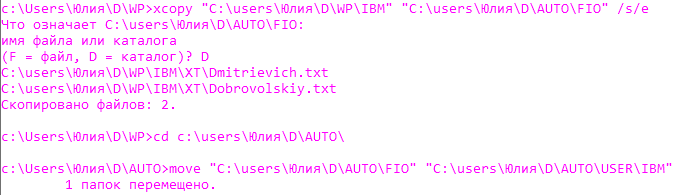 c:\Users\Юлия\D\WP>xcopy "C:\users\Юлия\D\WP\IBM" "C:\users\Юлия\D\AUTO\FIO" /s/e
Что означает C:\users\Юлия\D\AUTO\FIO:
имя файла или каталога
(F = файл, D = каталог)? D
C:\users\Юлия\D\WP\IBM\XT\Dmitrievich.txt
C:\users\Юлия\D\WP\IBM\XT\Dobrovolskiy.txt
Скопировано файлов: 2.
c:\Users\Юлия\D\WP>cd c:\users\Юлия\D\AUTO\
c:\Users\Юлия\D\AUTO>move "C:\users\Юлия\D\AUTO\FIO" "C:\users\Юлия\D\AUTO\USER\IBM"
1 папок перемещено.